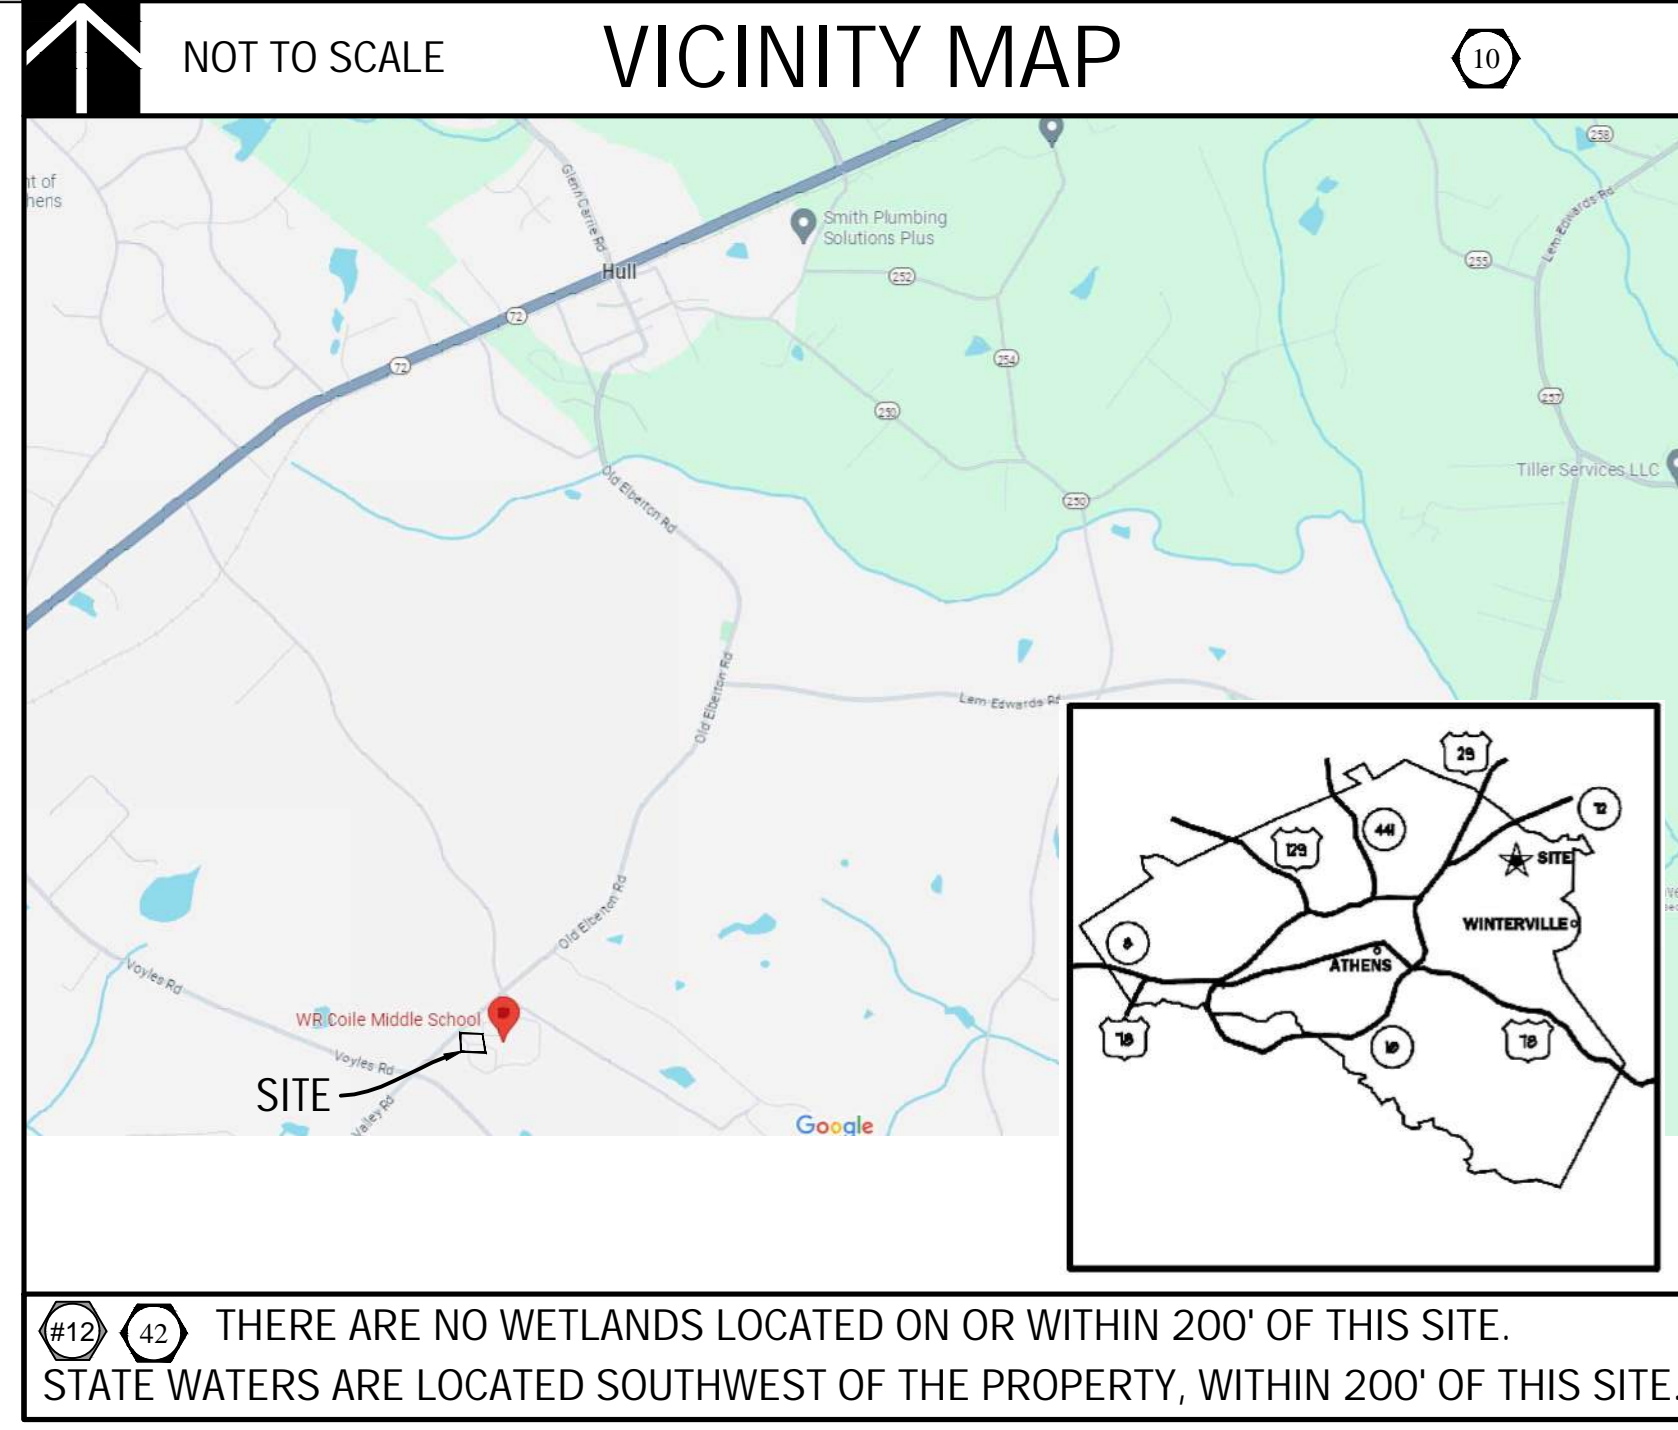 NOT TO SCALE
VICINITY MAP
10
258
nt of
hens
Glenn Carrie Rd
Smith Plumbing
Solutions Plus
Lem Edwards Rd
255
Hull
252
72
254
72
257
250
Tiller Services LLC
Old Elberton Rd
250
Old Elberton Rd
Lem Edwards Rd
29
72
441
129
SITE
Old Elberton Rd
WINTERVILLE
8
ATHENS
Voyles Rd
WR Coile Middle School
78
10
78
Voyles Rd
SITE
Valley Rd
Google
#12
42
THERE ARE NO WETLANDS LOCATED ON OR WITHIN 200' OF THIS SITE.
STATE WATERS ARE LOCATED SOUTHWEST OF THE PROPERTY, WITHIN 200' OF THIS SITE.